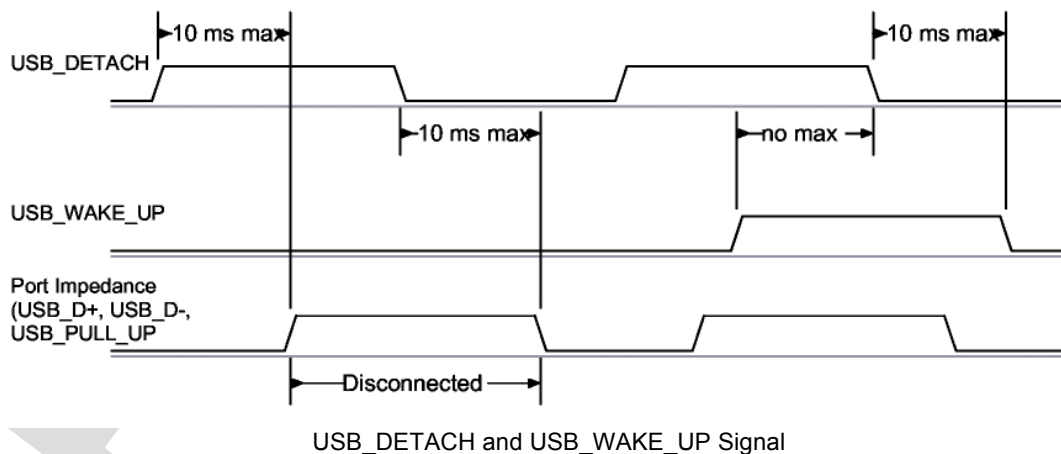 10 ms max
10 ms max
USB_DETACH
10 ms max
no max
USB_WAKE_UP
Port Impedance
(USB_D+, USB_D-,
USB_PULL_UP
Disconnected
USB_DETACH and USB_WAKE_UP Signal